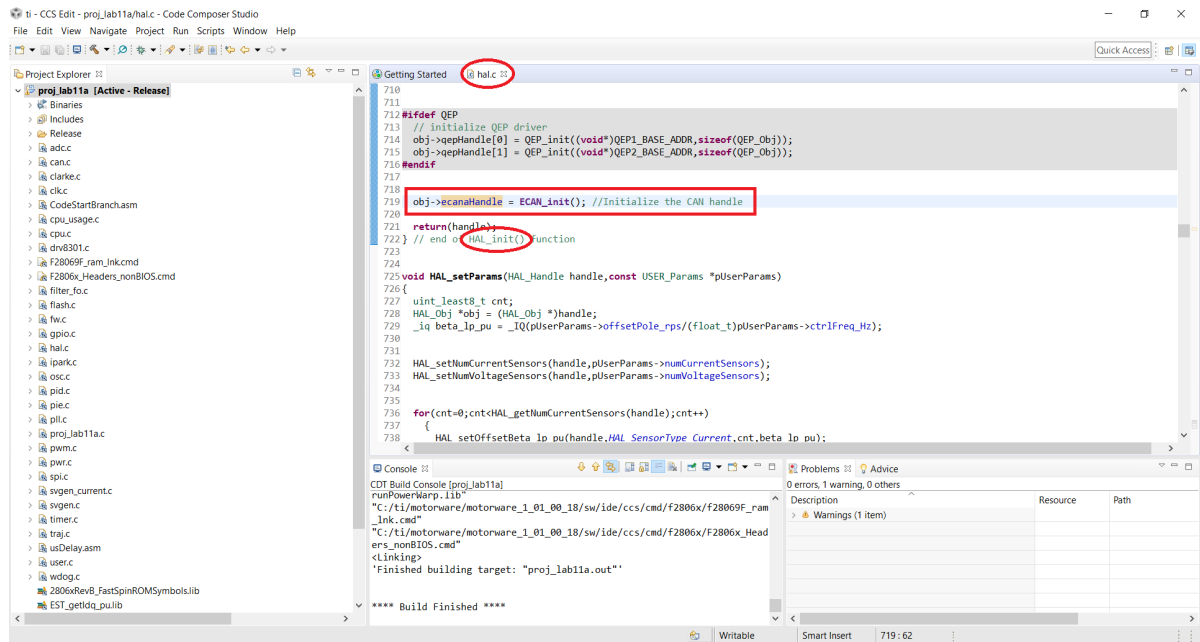 ti - CCS Edit - proj_lab11a/hal.c - Code Composer Studio
File Edit View Navigate Project Run Scripts Window Help
Quick Access
Project Explorer
proj_lab11a [Active - Release]
Binaries
Includes
Release
adc.c
can.c
clarke.c
clk.c
CodeStartBranch.asm
cpu_usage.c
cpu.c
drv8301.c
F28069F_ram_lnk.cmd
F2806x_Headers_nonBIOS.cmd
filter_fo.c
flash.c
fw.c
gpio.c
hal.c
ipark.c
osc.c
pid.c
pie.c
pll.c
proj_lab11a.c
pwm.c
pwr.c
spi.c
svgen_current.c
svgen.c
timer.c
traj.c
usDelay.asm
user.c
wdog.c
2806xRevB_FastSpinROMSymbols.lib
EST_getIdq_pu.lib
Getting Started hal.c
710
711
712 #ifdef QEP
713 // initialize QEP driver
714 obj->qepHandle[0] = QEP_init((void*)QEP1_BASE_ADDR,sizeof(QEP_Obj));
715 obj->qepHandle[1] = QEP_init((void*)QEP2_BASE_ADDR,sizeof(QEP_Obj));
716 #endif
717
718
719 obj->ecanaHandle = ECAN_init(); //Initialize the CAN handle
720
721 return(handle);
722 } // end of HAL_init() function
723
724
725 void HAL_setParams(HAL_Handle handle,const USER_Params *pUserParams)
726 {
727 uint_least8_t cnt;
728 HAL_Obj *obj = (HAL_Obj *)handle;
729 _iq beta_lp_pu = _IQ(pUserParams->offsetPole_rps/(float_t)pUserParams->ctrlFreq_Hz);
730
731
732 HAL_setNumCurrentSensors(handle,pUserParams->numCurrentSensors);
733 HAL_setNumVoltageSensors(handle,pUserParams->numVoltageSensors);
734
735
736 for(cnt=0;cnt<HAL_getNumCurrentSensors(handle);cnt++)
737 {
738 HAL_setOffsetBeta_lp_pu(handle,HAL_SensorType_Current,cnt,beta_lp_pu);
Console
CDT Build Console [proj_lab11a]
runPowerWarp.lib"
"C:/ti/motorware/motorware_1_01_00_18/sw/ide/ccs/cmd/f2806x/f28069F_ram
_lnk.cmd"
"C:/ti/motorware/motorware_1_01_00_18/sw/ide/ccs/cmd/f2806x/F2806x_Head
ers_nonBIOS.cmd"
<Linking>
'Finished building target: "proj_lab11a.out"'
**** Build Finished ****
Problems Advice
0 errors, 1 warning, 0 others
Description Resource Path
Warnings (1 item)
Writable Smart Insert 719 : 62